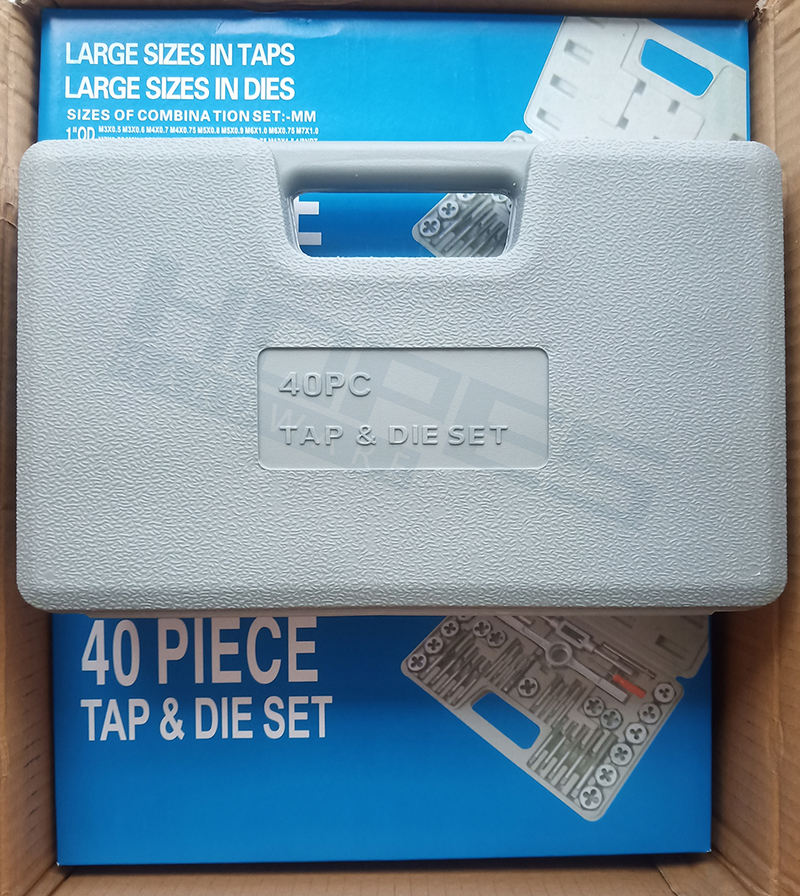 LARGE SIZES IN TAPS
LARGE SIZES IN DIES
SIZES OF COMBINATION SET:-MM
1"OD M3X0.5 M3X0.6 M4X0.7 M4X0.75 M5X0.8 M5X0.9 M6X1.0 M6X0.75 M7X1.0
40PC
TAP & DIE SET
40 PIECE
TAP & DIE SET